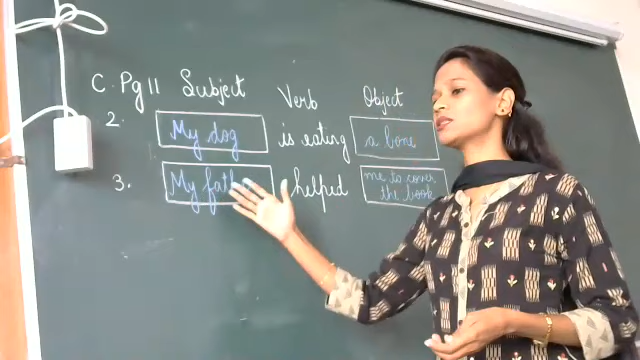 C. Pg 11 Subject Verb Object
2. My dog is eating a bone
3. My helped me to cover
the book